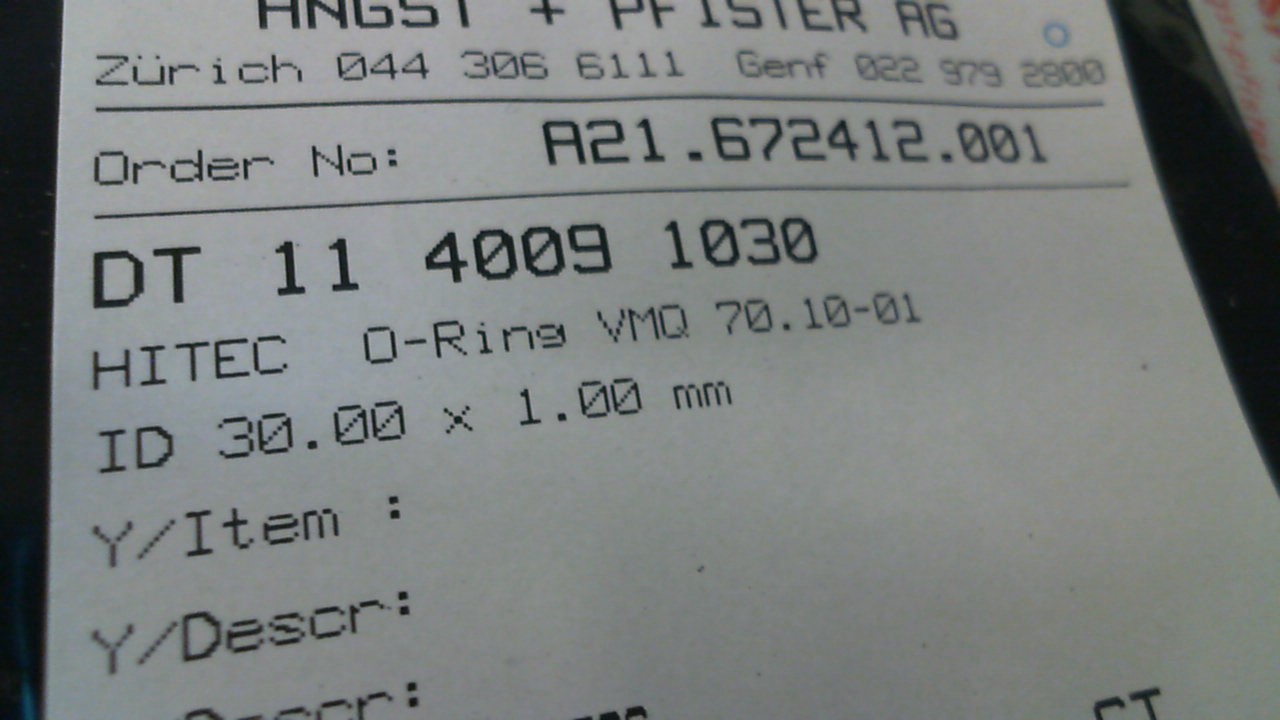 ANGST + PFISTER AG
Zürich 044 306 6111 Genf 022 979 2800
Order No: A21.672412.001
DT 11 4009 1030
HITEC O-Ring VMQ 70.10-01
ID 30.00 x 1.00 mm
Y/Item :
Y/Descr:
Descr: